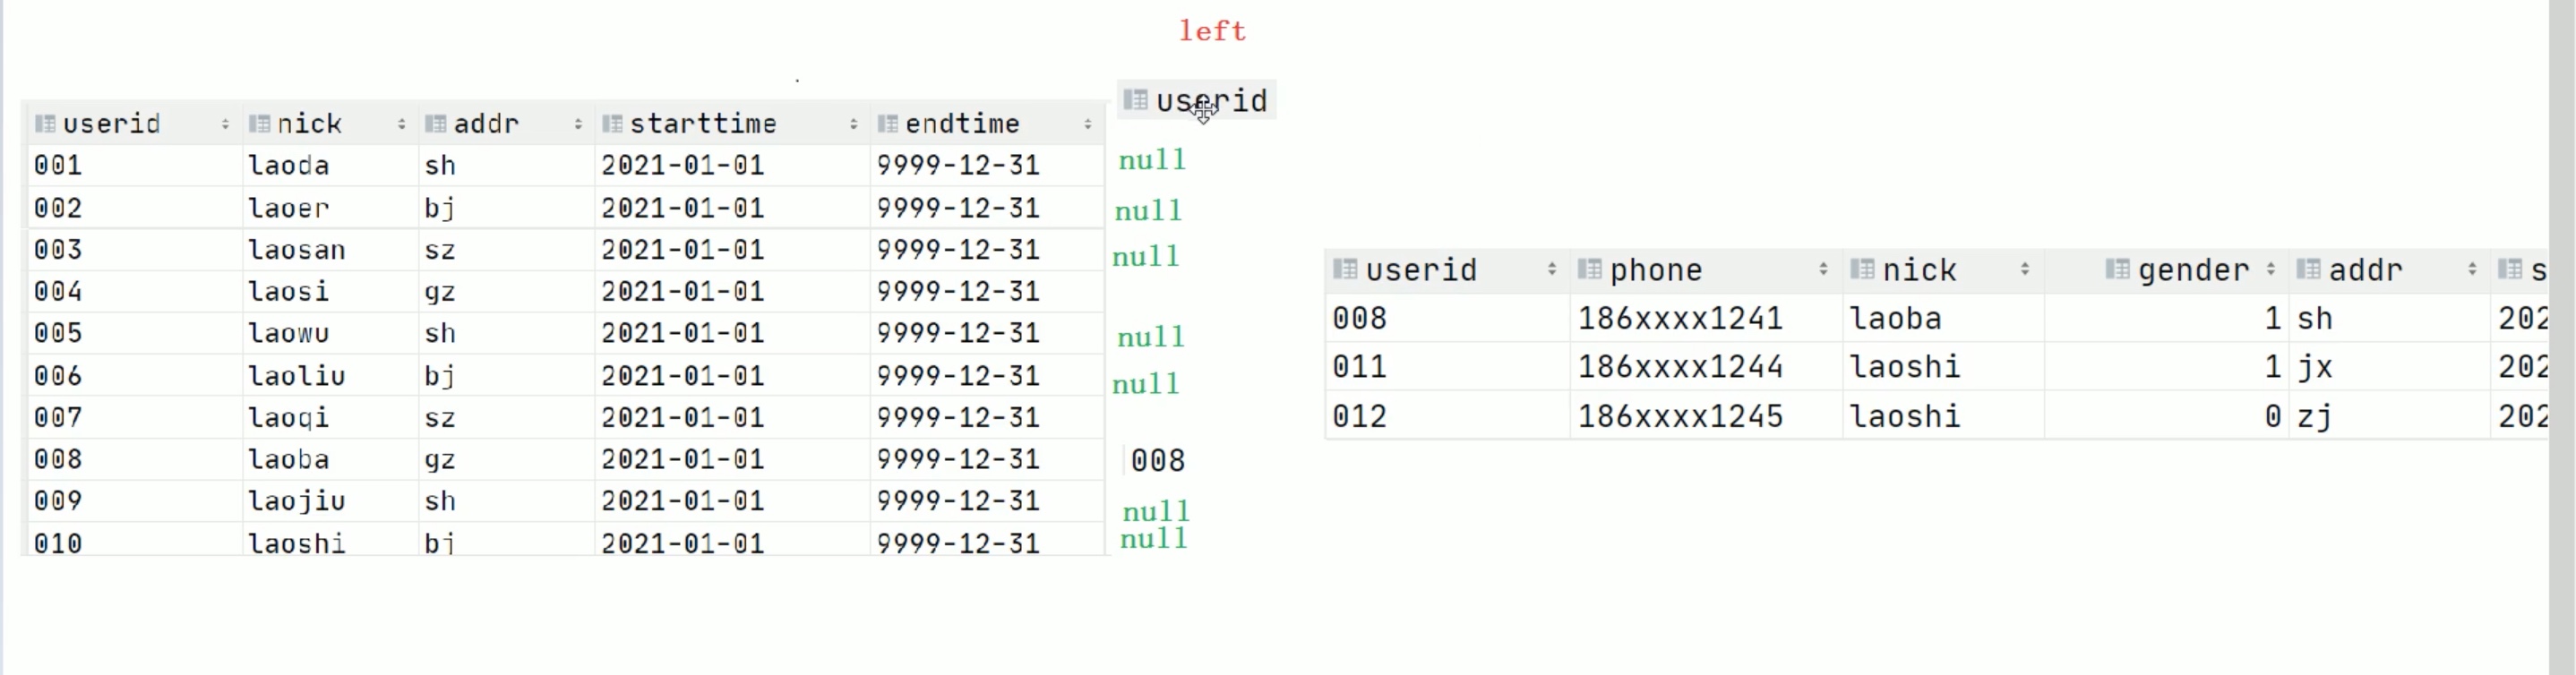 left
userid
userid nick addr starttime endtime
001 laoda sh 2021-01-01 9999-12-31 null
002 laoer bj 2021-01-01 9999-12-31 null
003 laosan sz 2021-01-01 9999-12-31 null
004 laosi gz 2021-01-01 9999-12-31
005 laowu sh 2021-01-01 9999-12-31 null
006 laoliu bj 2021-01-01 9999-12-31 null
007 laoqi sz 2021-01-01 9999-12-31
008 laoba gz 2021-01-01 9999-12-31 008
009 laojiu sh 2021-01-01 9999-12-31 null
010 laoshi bj 2021-01-01 9999-12-31 null
userid phone nick gender addr s
008 186xxxx1241 laoba 1 sh 202
011 186xxxx1244 laoshi 1 jx 202
012 186xxxx1245 laoshi 0 zj 202